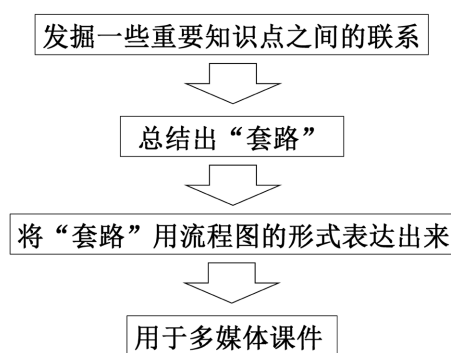 发掘一些重要知识点之间的联系
总结出“套路”
将“套路”用流程图的形式表达出来
用于多媒体课件